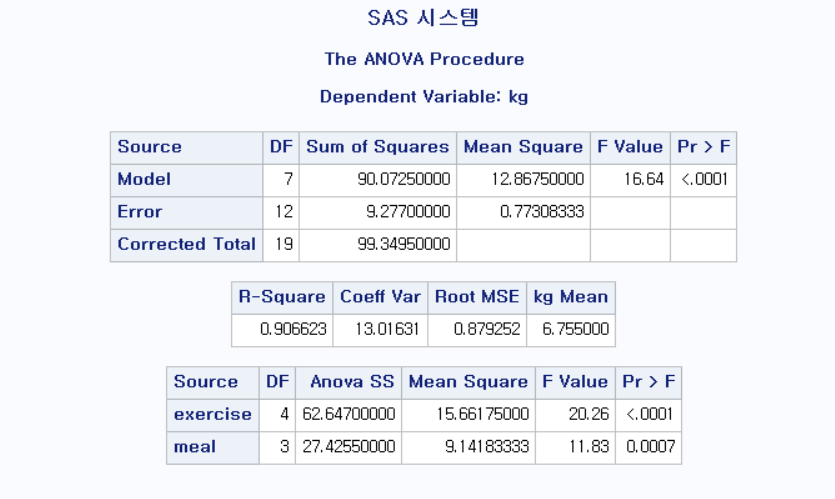 SAS 시스템
The ANOVA Procedure
Dependent Variable: kg
Source DF Sum of Squares Mean Square F Value Pr > F
Model 7 90.07250000 12.86750000 16.64 <.0001
Error 12 9.27700000 0.77308333
Corrected Total 19 99.34950000
R-Square Coeff Var Root MSE kg Mean
0.906623 13.01631 0.879252 6.755000
Source DF Anova SS Mean Square F Value Pr > F
exercise 4 62.64700000 15.66175000 20.26 <.0001
meal 3 27.42550000 9.14183333 11.83 0.0007